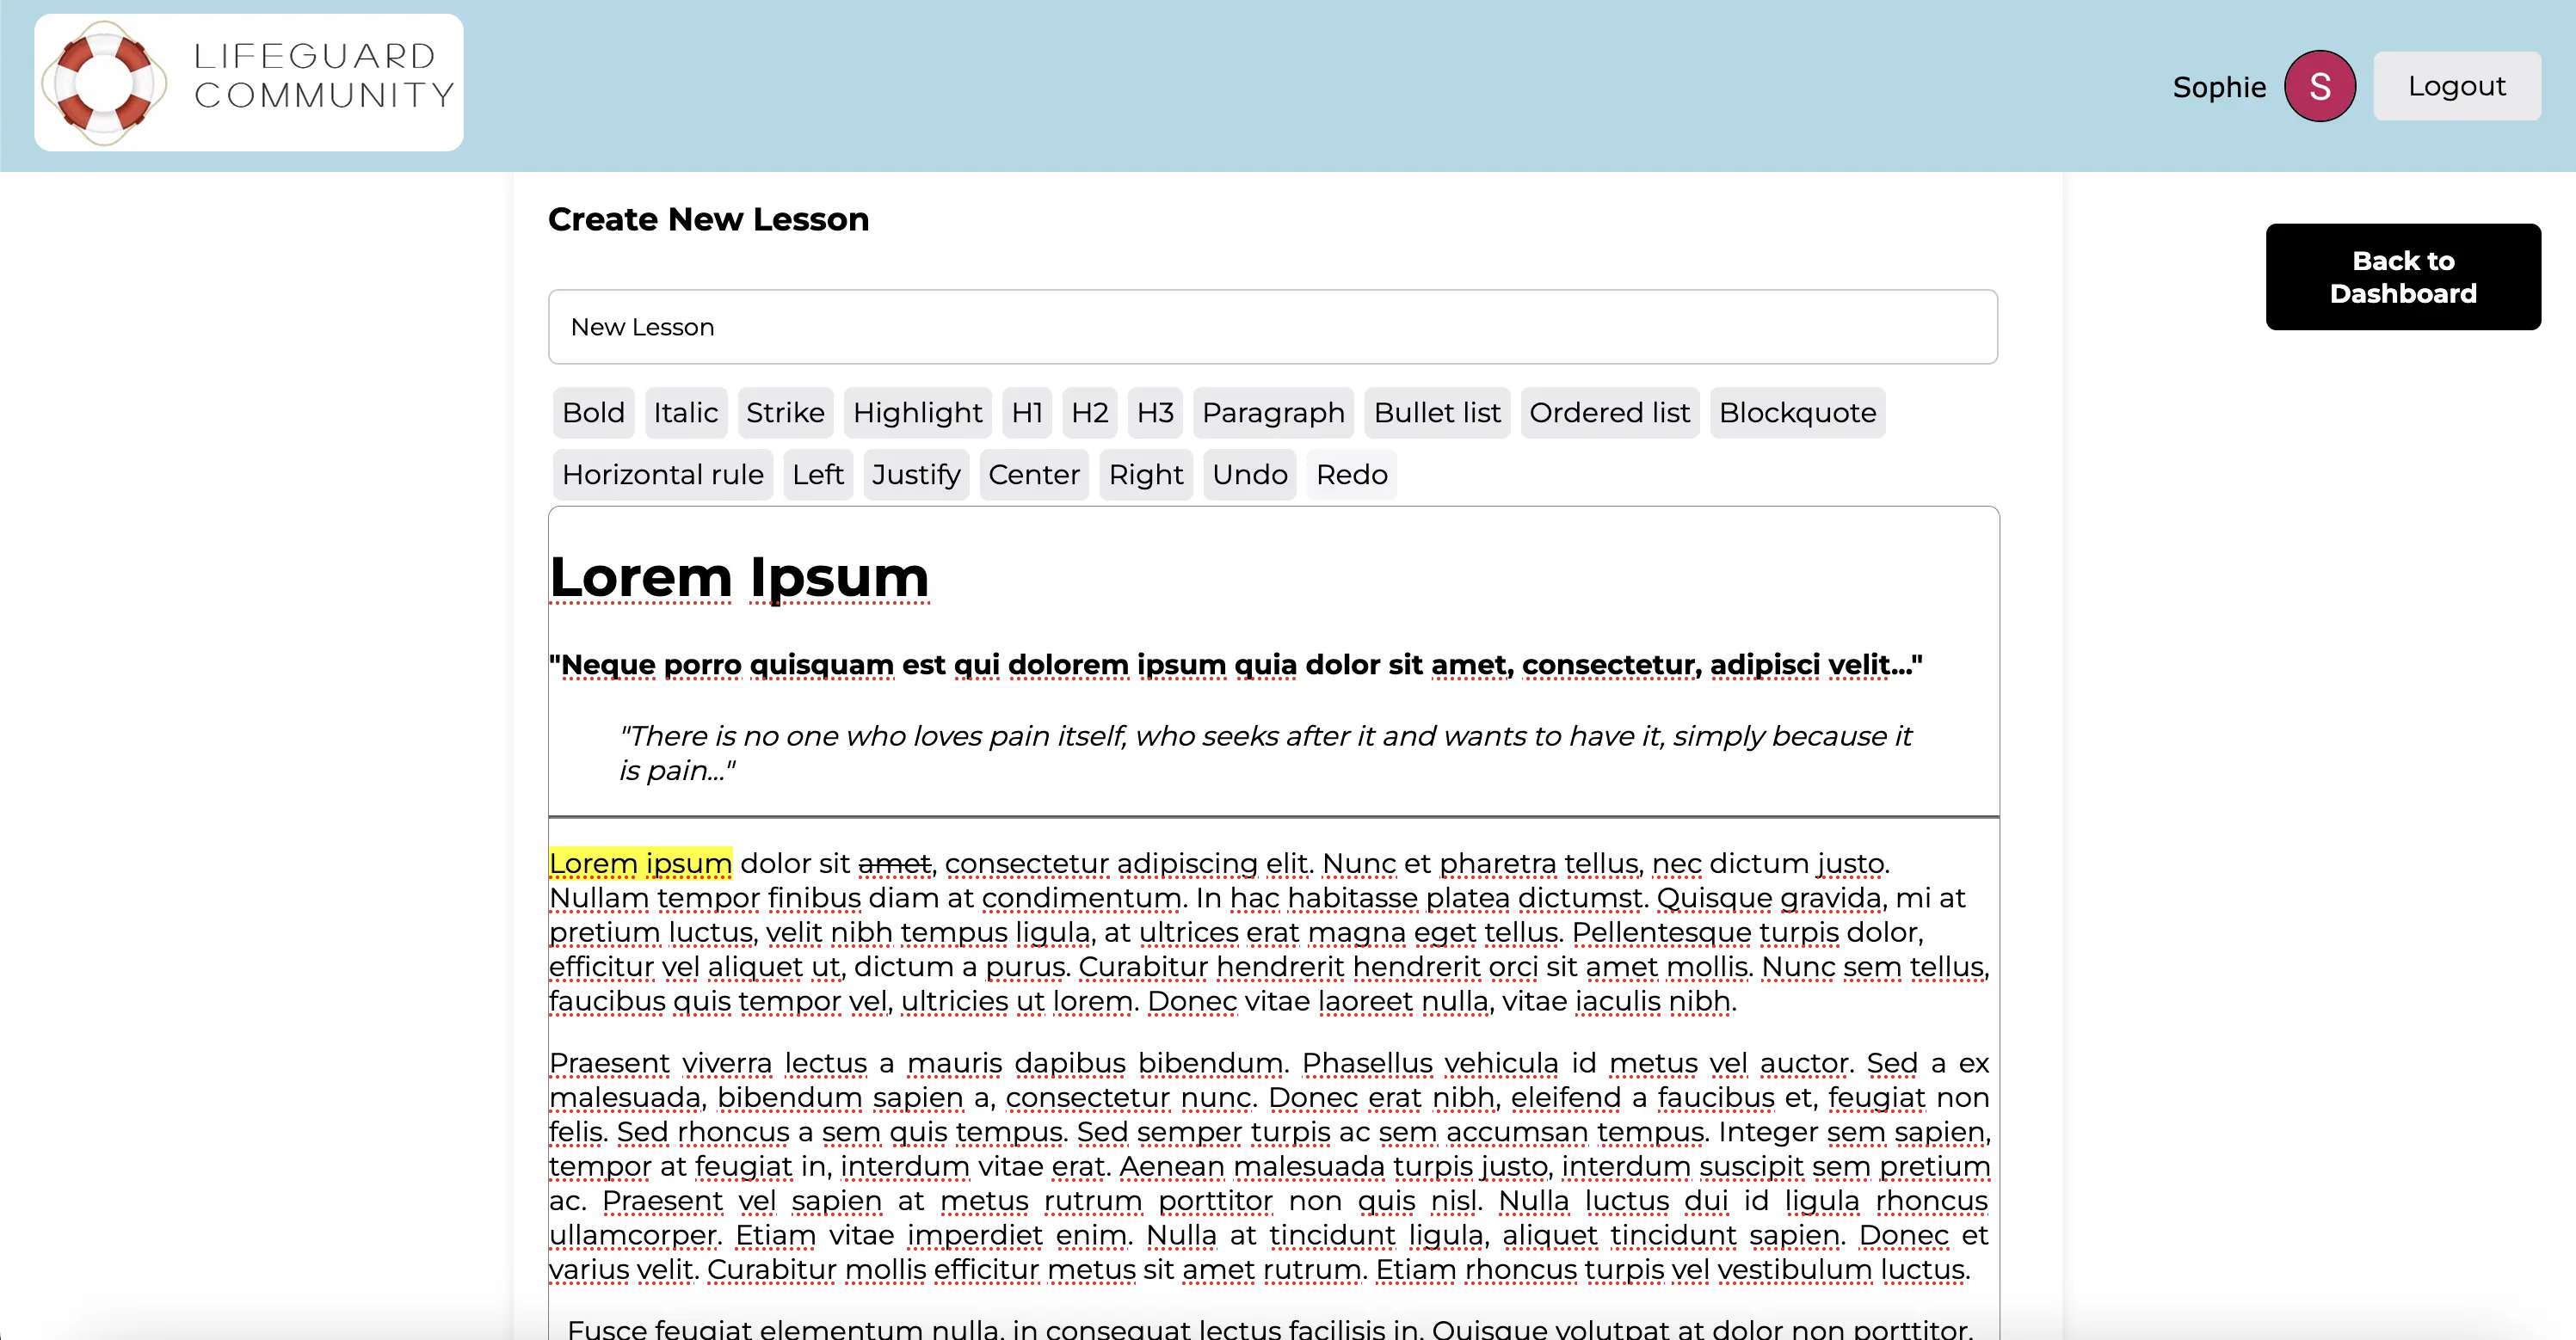 LIFEGUARD
COMMUNITY
Sophie
S
Logout
Create New Lesson
Back to
Dashboard
New Lesson
Bold Italic Strike Highlight H1 H2 H3 Paragraph Bullet list Ordered list Blockquote
Horizontal rule Left Justify Center Right Undo Redo
Lorem Ipsum
"Neque porro quisquam est qui dolorem ipsum quia dolor sit amet, consectetur, adipisci velit..."
"There is no one who loves pain itself, who seeks after it and wants to have it, simply because it
is pain..."
Lorem ipsum dolor sit amet, consectetur adipiscing elit. Nunc et pharetra tellus, nec dictum justo.
Nullam tempor finibus diam at condimentum. In hac habitasse platea dictumst. Quisque gravida, mi at
pretium luctus, velit nibh tempus ligula, at ultrices erat magna eget tellus. Pellentesque turpis dolor,
efficitur vel aliquet ut, dictum a purus. Curabitur hendrerit hendrerit orci sit amet mollis. Nunc sem tellus,
faucibus quis tempor vel, ultricies ut lorem. Donec vitae laoreet nulla, vitae iaculis nibh.
Praesent viverra lectus a mauris dapibus bibendum. Phasellus vehicula id metus vel auctor. Sed a ex
malesuada, bibendum sapien a, consectetur nunc. Donec erat nibh, eleifend a faucibus et, feugiat non
felis. Sed rhoncus a sem quis tempus. Sed semper turpis ac sem accumsan tempus. Integer sem sapien,
tempor at feugiat in, interdum vitae erat. Aenean malesuada turpis justo, interdum suscipit sem pretium
ac. Praesent vel sapien at metus rutrum porttitor non quis nisl. Nulla luctus dui id ligula rhoncus
ullamcorper. Etiam vitae imperdiet enim. Nulla at tincidunt ligula, aliquet tincidunt sapien. Donec et
varius velit. Curabitur mollis efficitur metus sit amet rutrum. Etiam rhoncus turpis vel vestibulum luctus.
Fusce feugiat elementum nulla, in consequat lectus facilisis in. Quisque volutpat at dolor non porttitor.